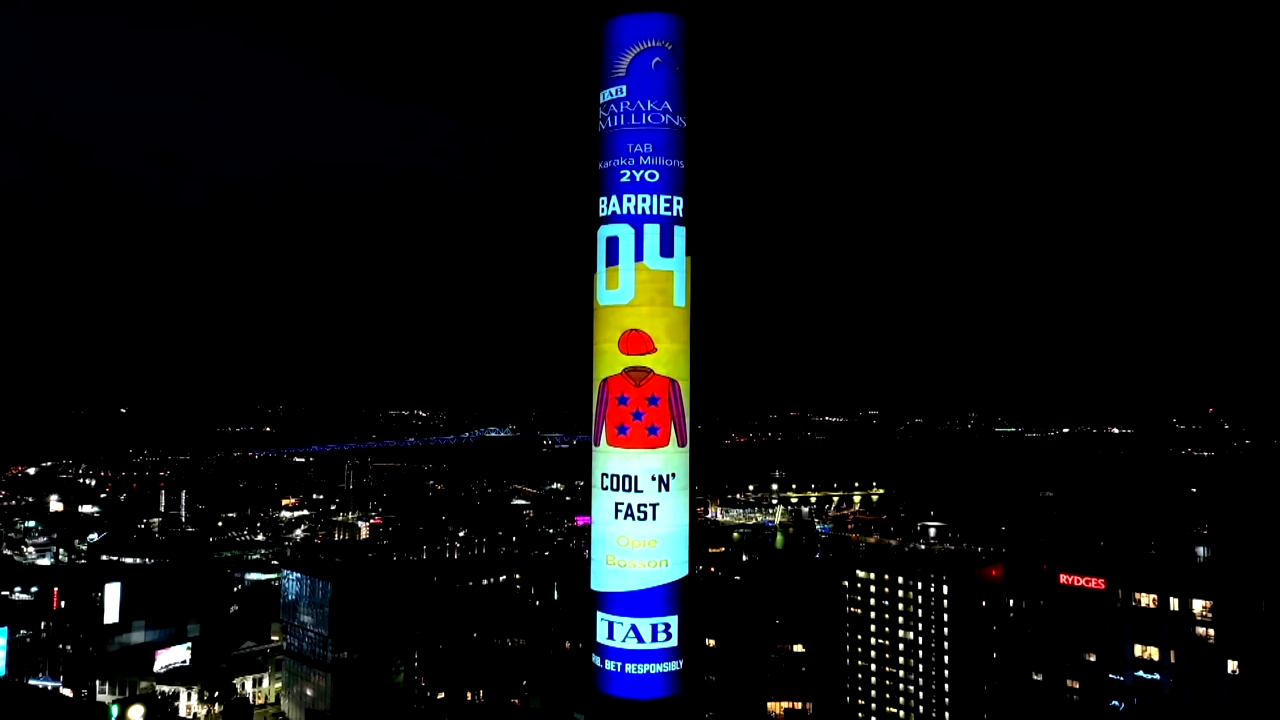 TAB
KARAKA
MILLIONS
TAB
Karaka Millions
2YO
BARRIER
04
COOL ‘N’
FAST
Opie
Bosson
TAB
BET RESPONSIBLY
RYDGES